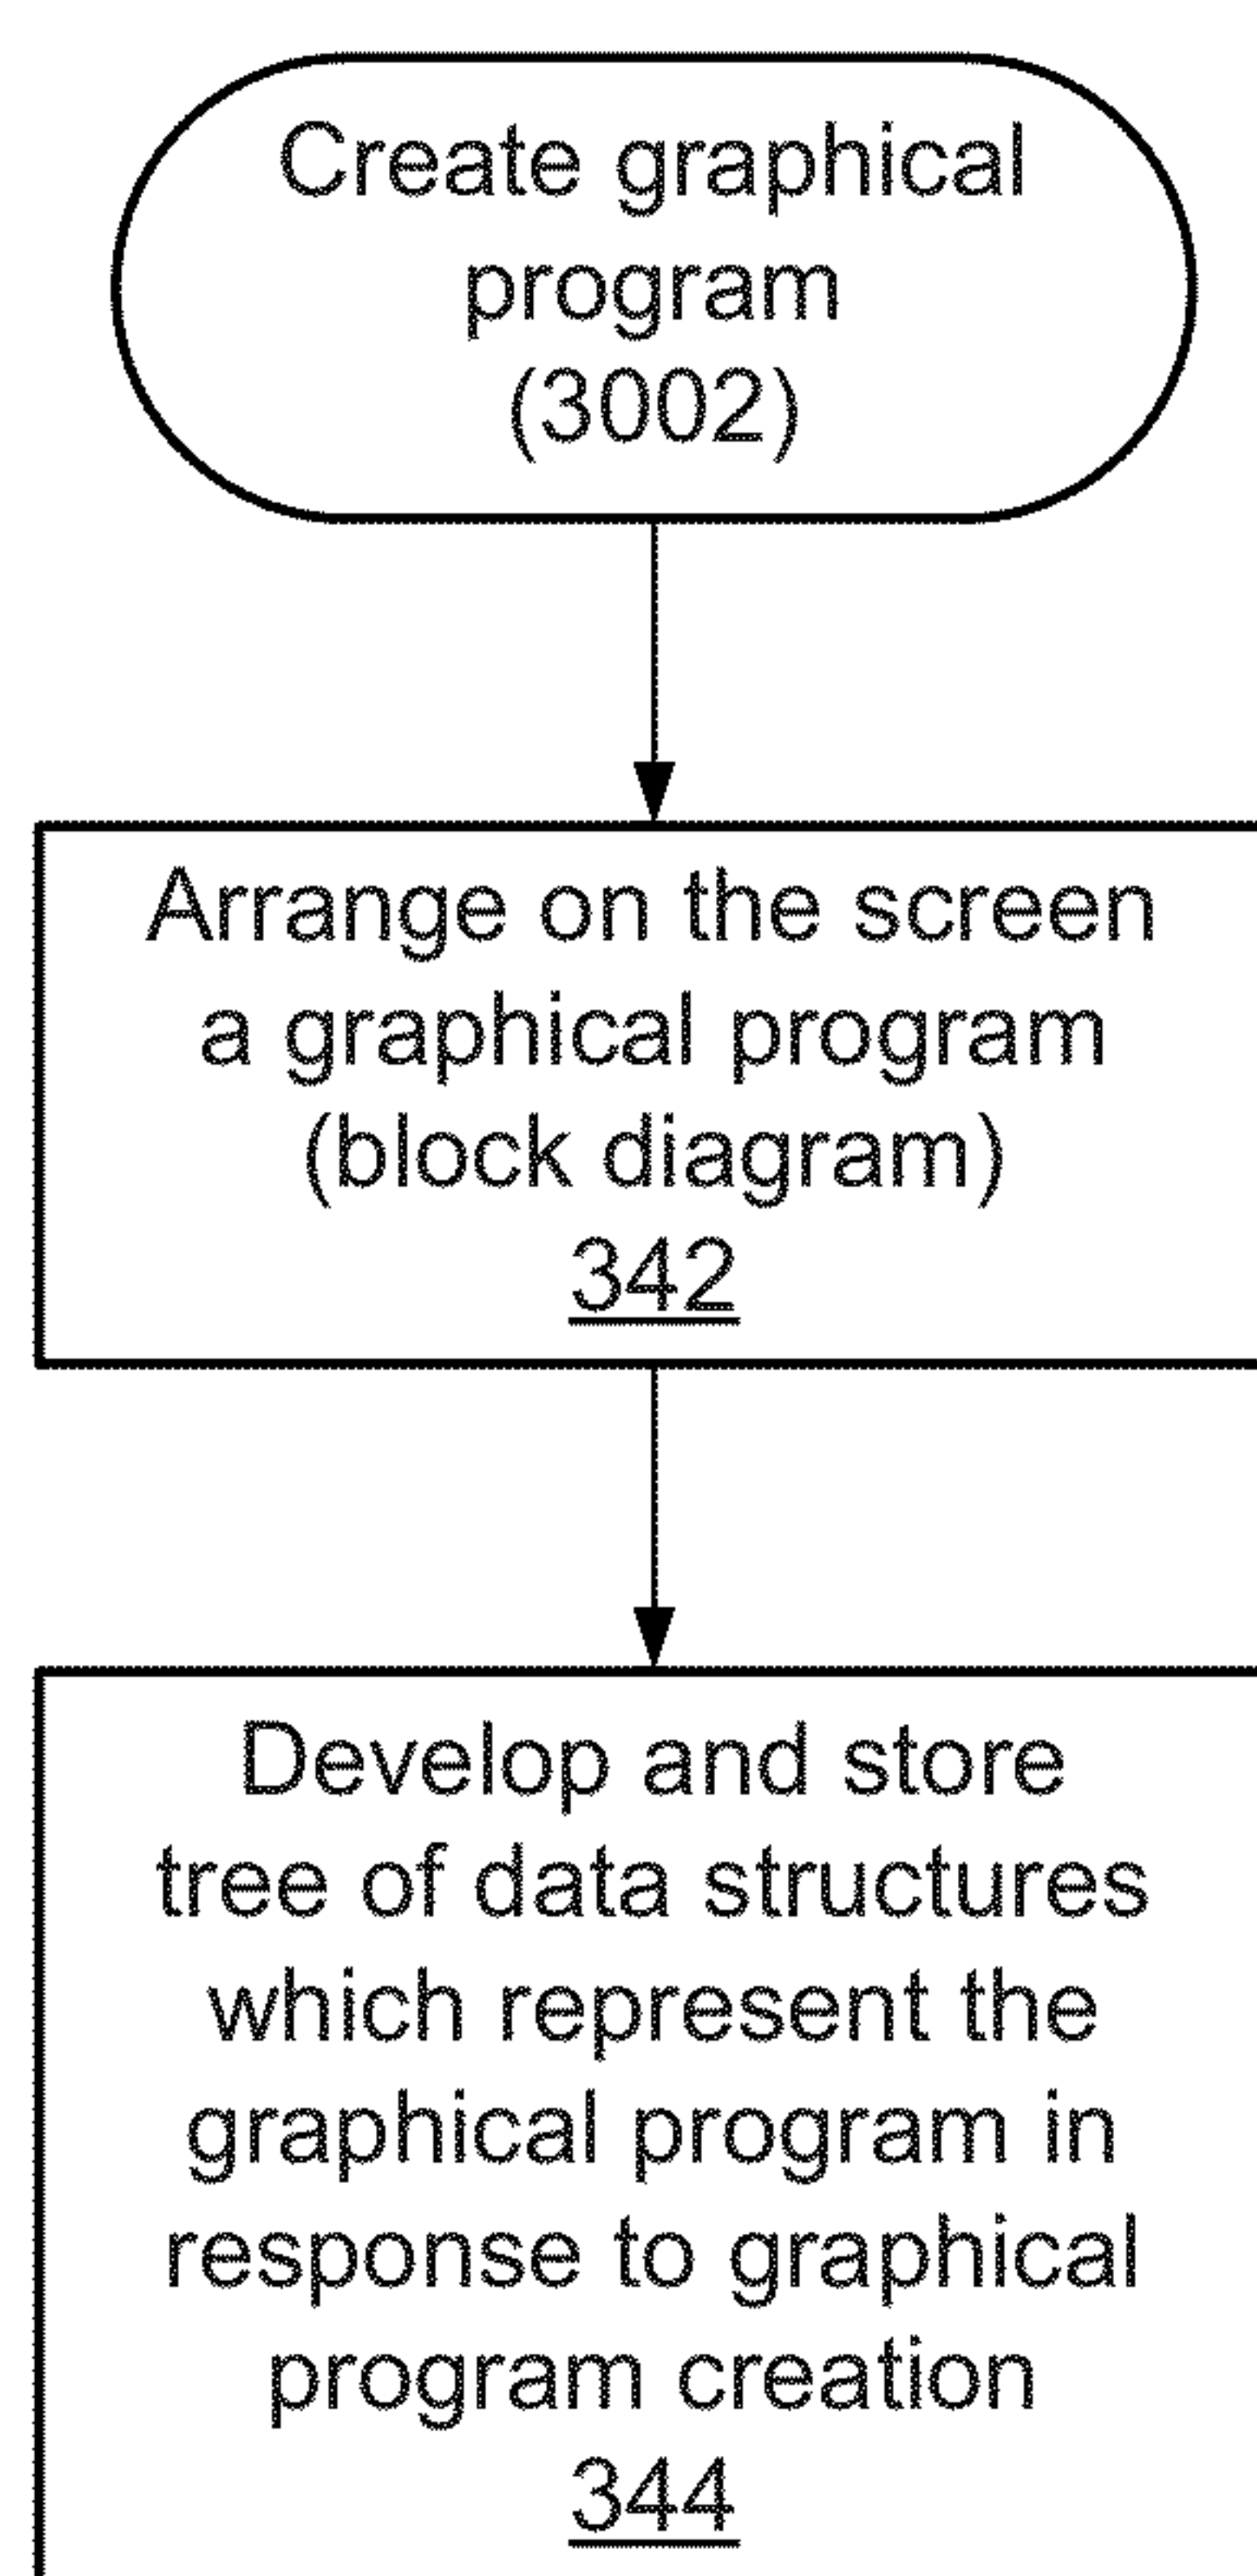 Create graphical
program
(3002)
Arrange on the screen
a graphical program
(block diagram)
342
Develop and store
tree of data structures
which represent the
graphical program in
response to graphical
program creation
344